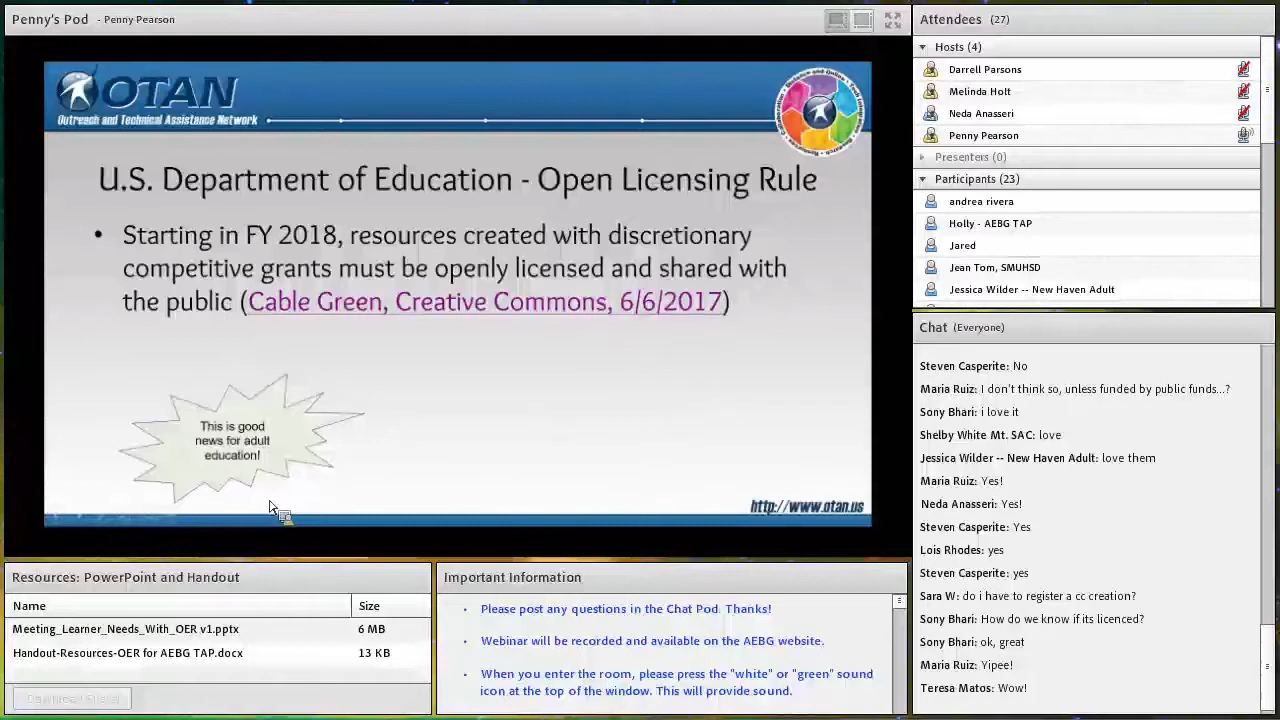 Penny's Pod - Penny Pearson
OTAN
Outreach and Technical Assistance Network
U.S. Department of Education - Open Licensing Rule
• Starting in FY 2018, resources created with discretionary
competitive grants must be openly licensed and shared with
the public (Cable Green, Creative Commons, 6/6/2017)
This is good
news for adult
education!
http://www.otan.us
Resources: PowerPoint and Handout
Name Size
Meeting_Learner_Needs_With_OER v1.pptx 6 MB
Handout-Resources-OER for AEBG TAP.docx 13 KB
Important Information
• Please post any questions in the Chat Pod. Thanks!
• Webinar will be recorded and available on the AEBG website.
• When you enter the room, please press the "white" or "green" sound
icon at the top of the window. This will provide sound.
Attendees (27)
Hosts (4)
Darrell Parsons
Melinda Holt
Neda Anasseri
Penny Pearson
Presenters (0)
Participants (23)
andrea rivera
Holly - AEBG TAP
Jared
Jean Tom, SMUHSD
Jessica Wilder -- New Haven Adult
Chat (Everyone)
Steven Casperite: No
Maria Ruiz: I don't think so, unless funded by public funds...?
Sony Bhari: i love it
Shelby White Mt. SAC: love
Jessica Wilder -- New Haven Adult: love them
Maria Ruiz: Yes!
Neda Anasseri: Yes!
Steven Casperite: Yes
Lois Rhodes: yes
Steven Casperite: yes
Sara W: do i have to register a cc creation?
Sony Bhari: How do we know if its licenced?
Sony Bhari: ok, great
Maria Ruiz: Yipee!
Teresa Matos: Wow!